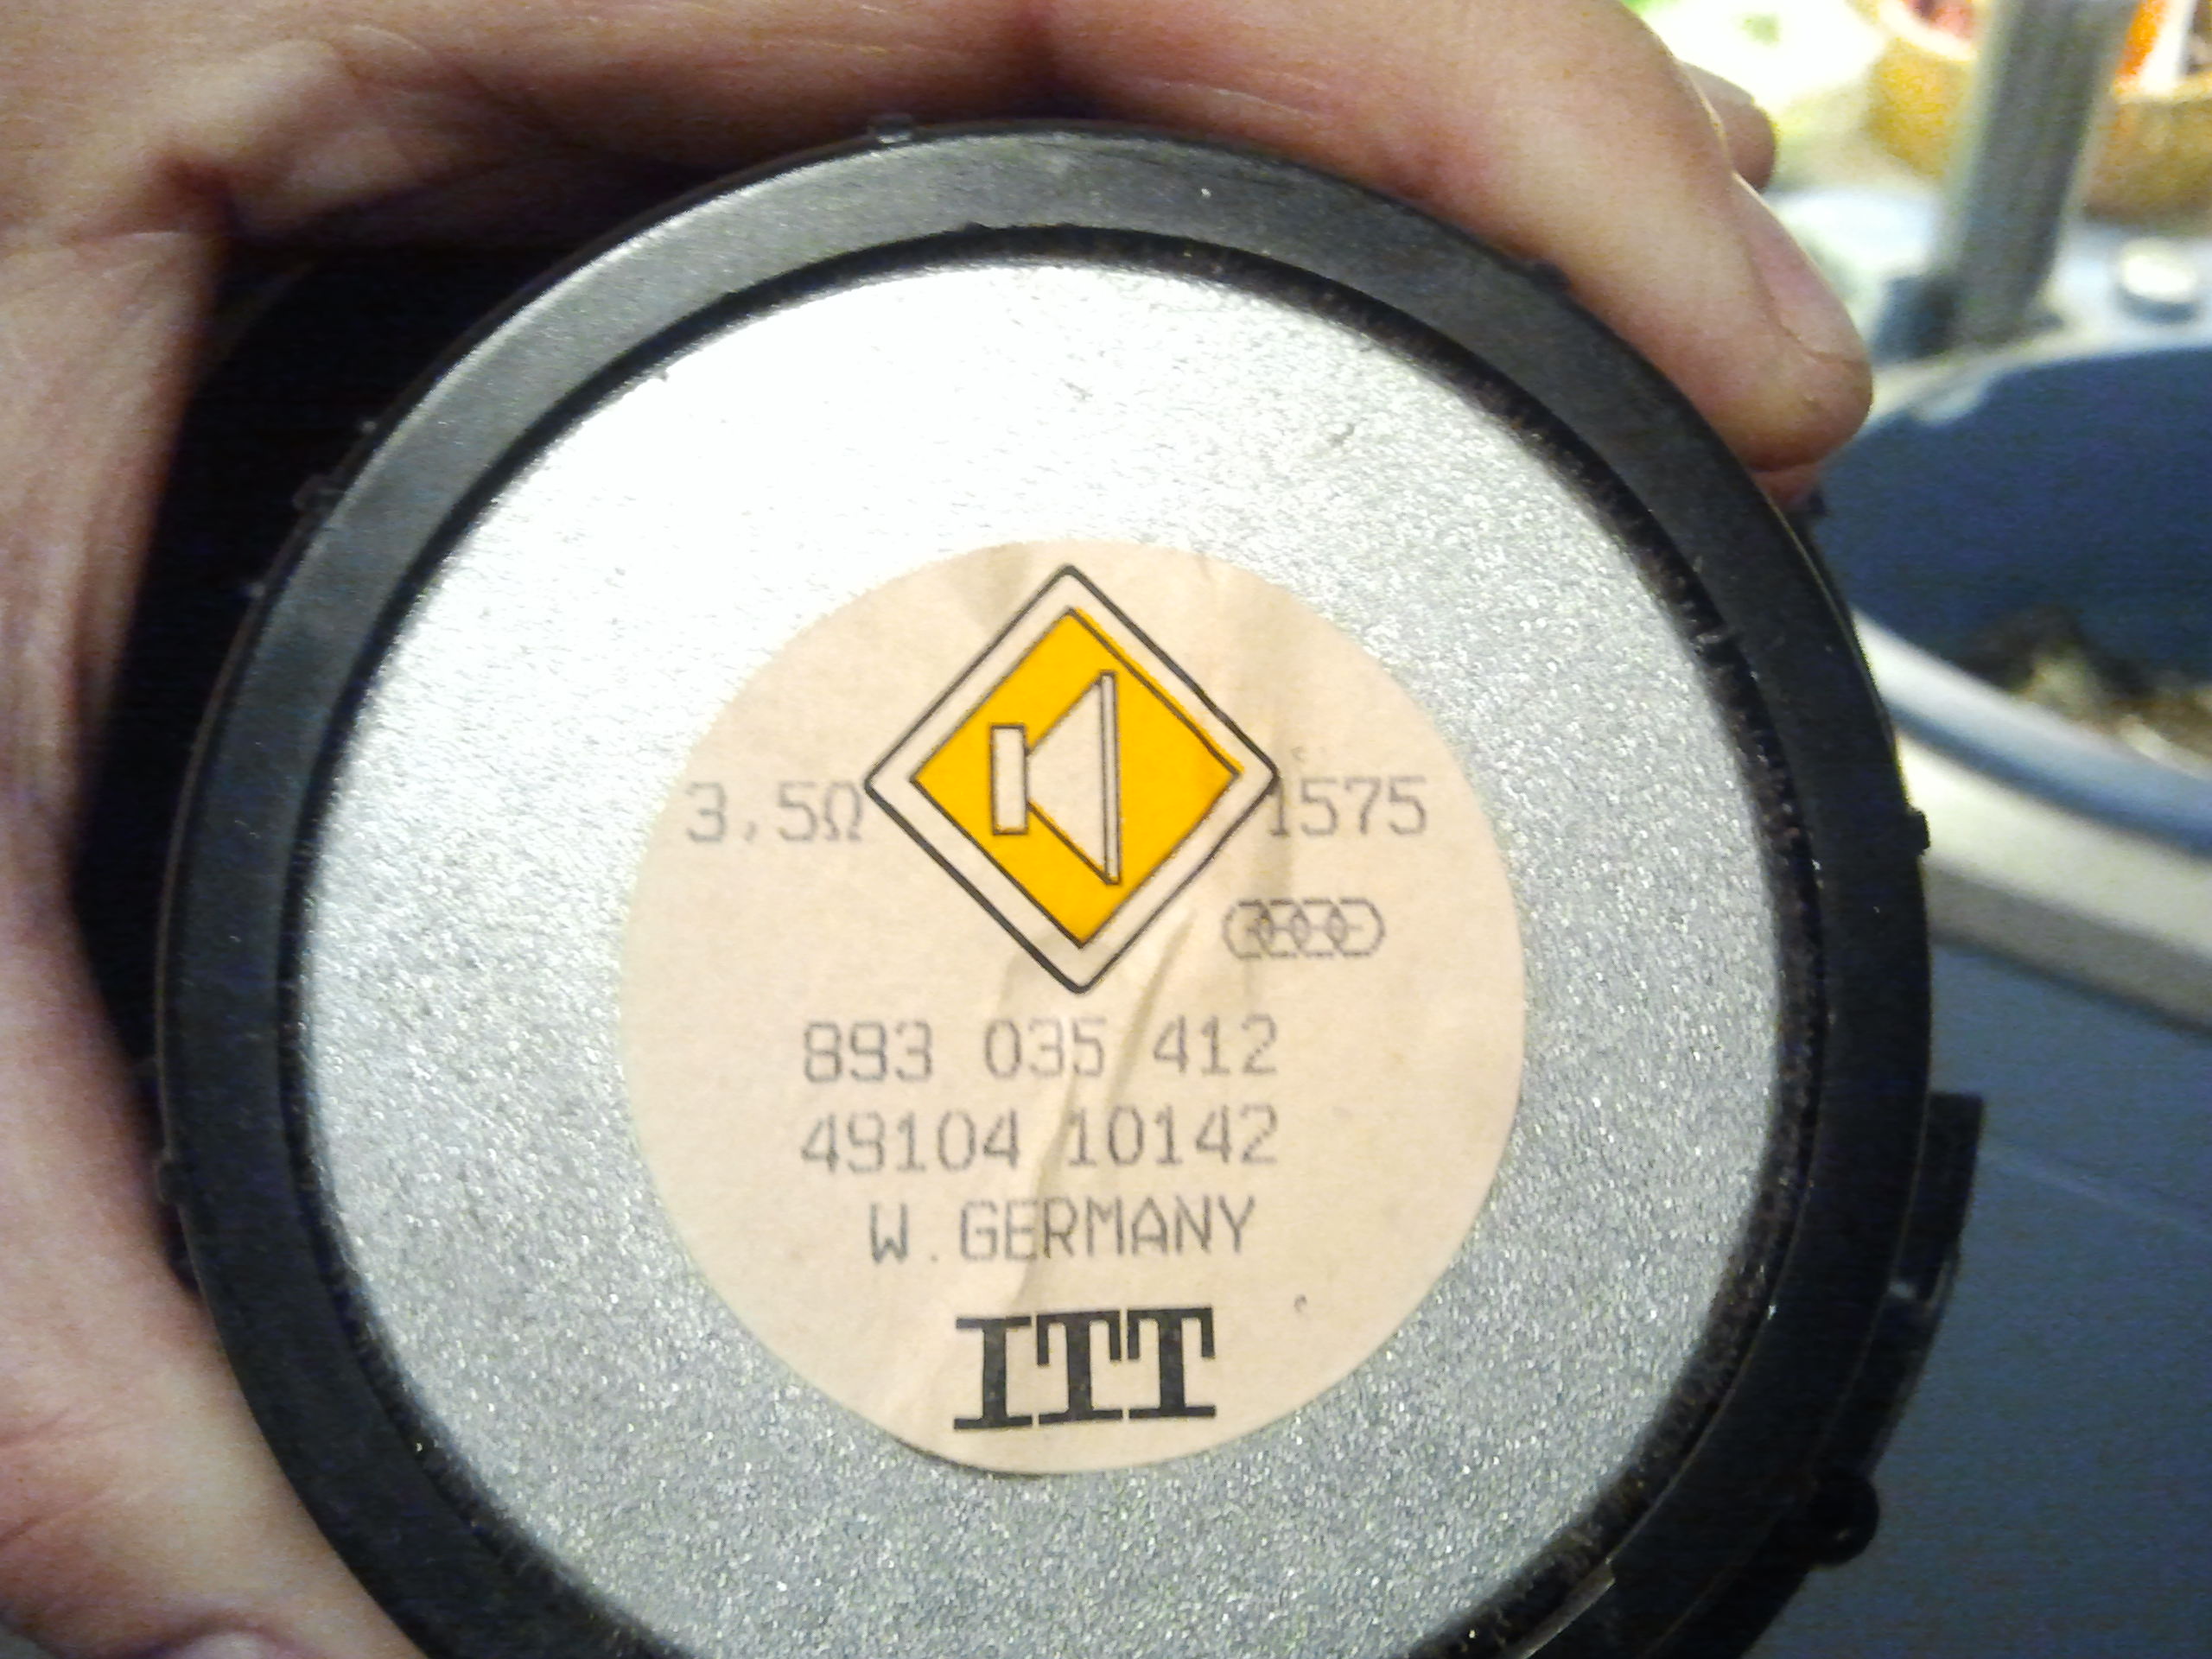 3,5Ω 1575
893 035 412
49104 10142
W.GERMANY
ITT